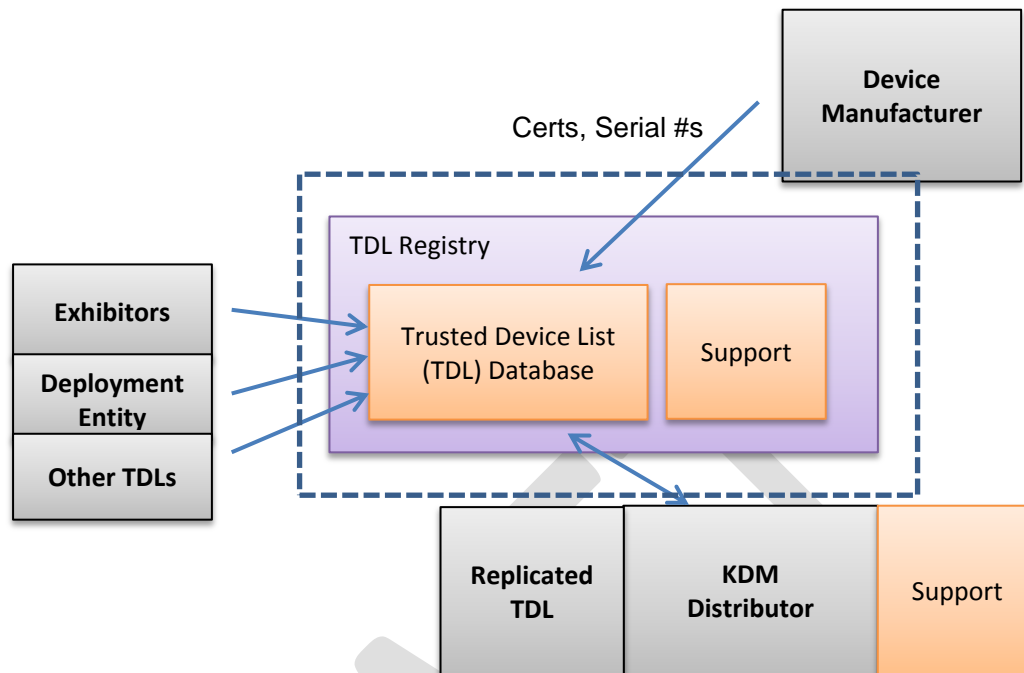 Device
Manufacturer
Certs, Serial #s
TDL Registry
Exhibitors
Deployment
Entity
Other TDLs
Trusted Device List
(TDL) Database
Support
Replicated
TDL
KDM
Distributor
Support